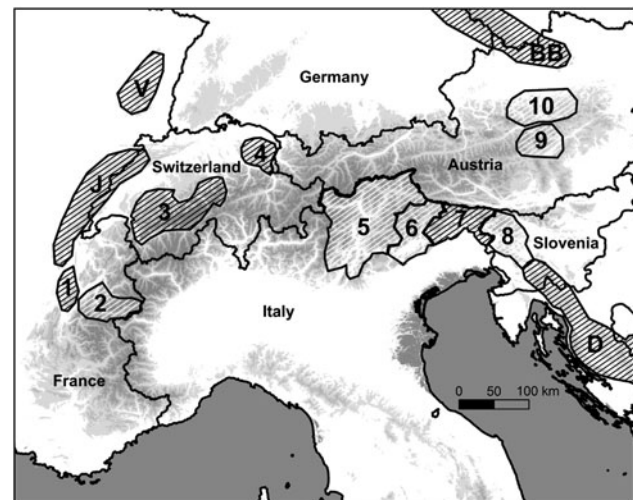 BB
Germany
V
10
9
Switzerland
4
Austria
J
3
5
6
7
8
Slovenia
1
2
Italy
D
France
0 50 100 km